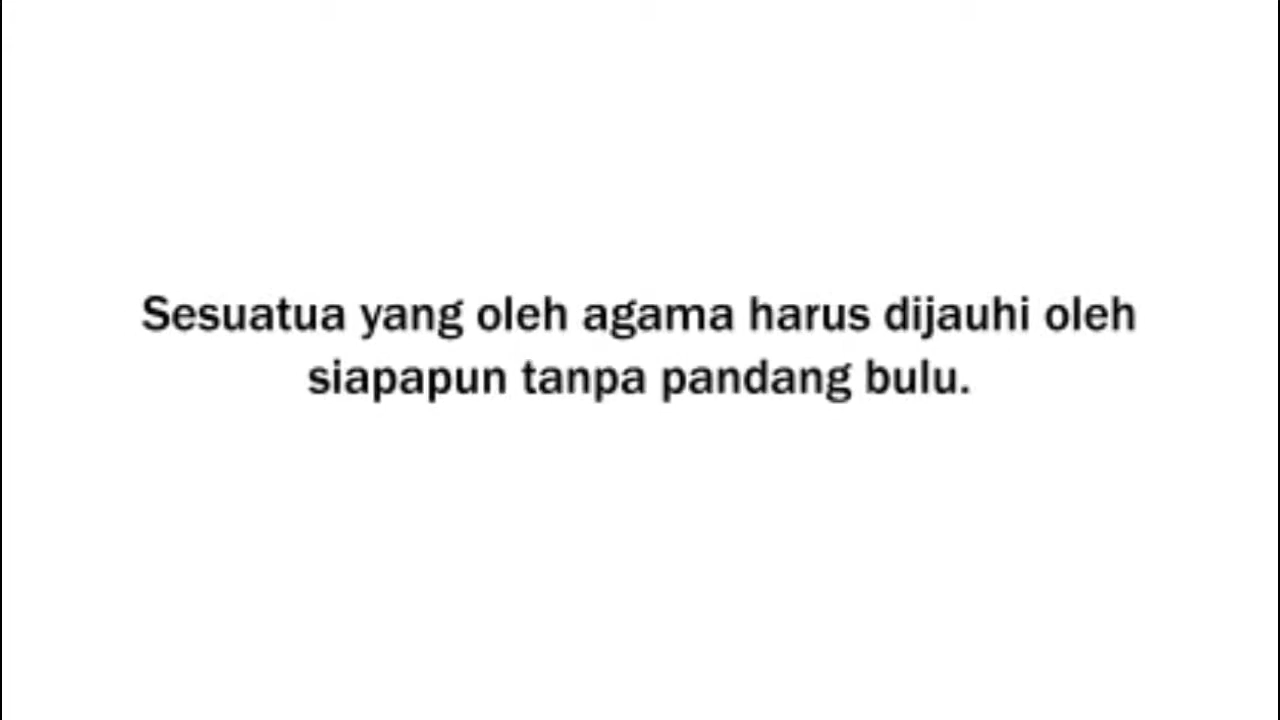 Sesuatua yang oleh agama harus dijauhi oleh
siapapun tanpa pandang bulu.